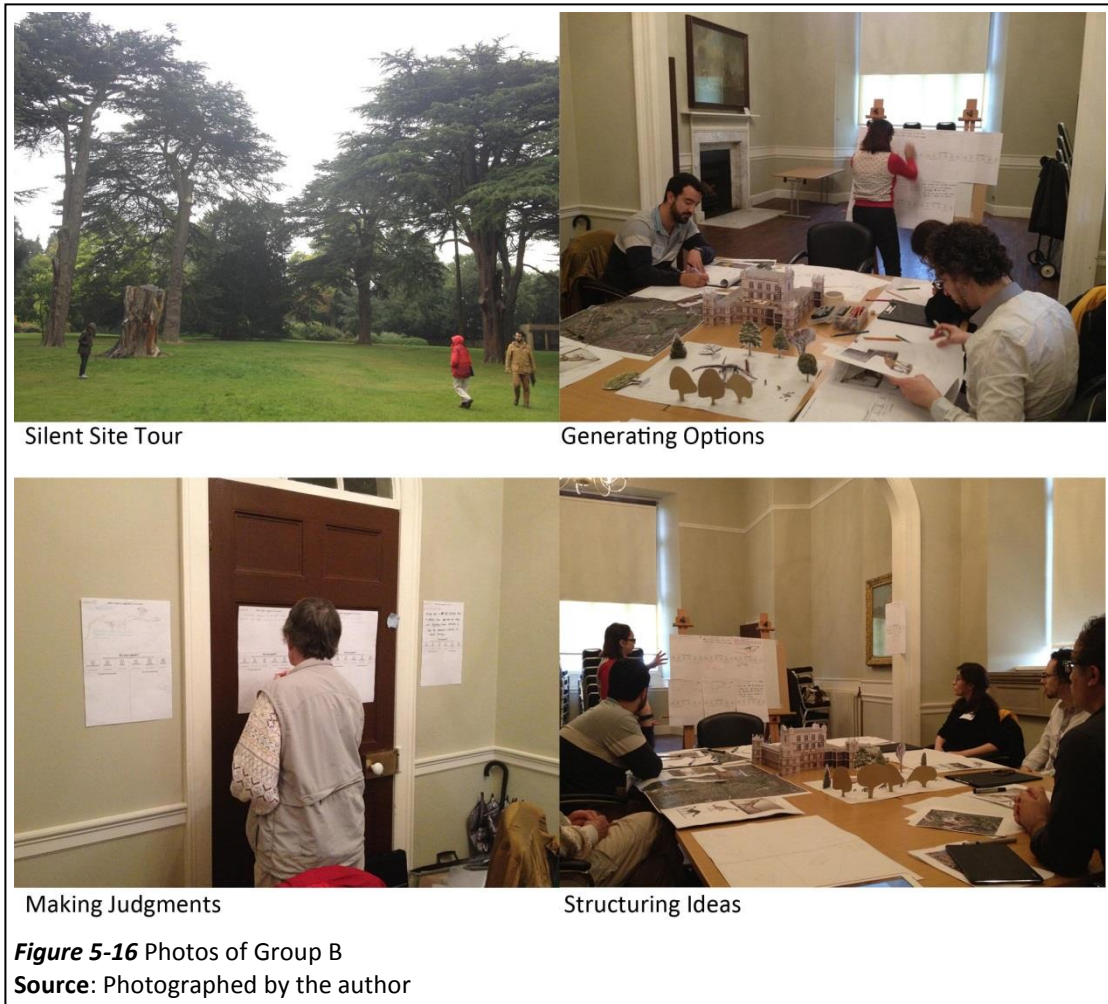 Silent Site Tour
Generating Options
Making Judgments
Structuring Ideas
Figure 5-16 Photos of Group B
Source: Photographed by the author